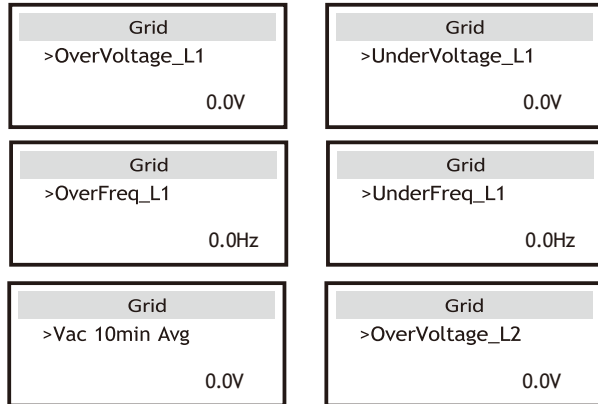 Grid
>OverVoltage_L1
0.0V
Grid
>UnderVoltage_L1
0.0V
Grid
>OverFreq_L1
0.0Hz
Grid
>UnderFreq_L1
0.0Hz
Grid
>Vac 10min Avg
0.0V
Grid
>OverVoltage_L2
0.0V